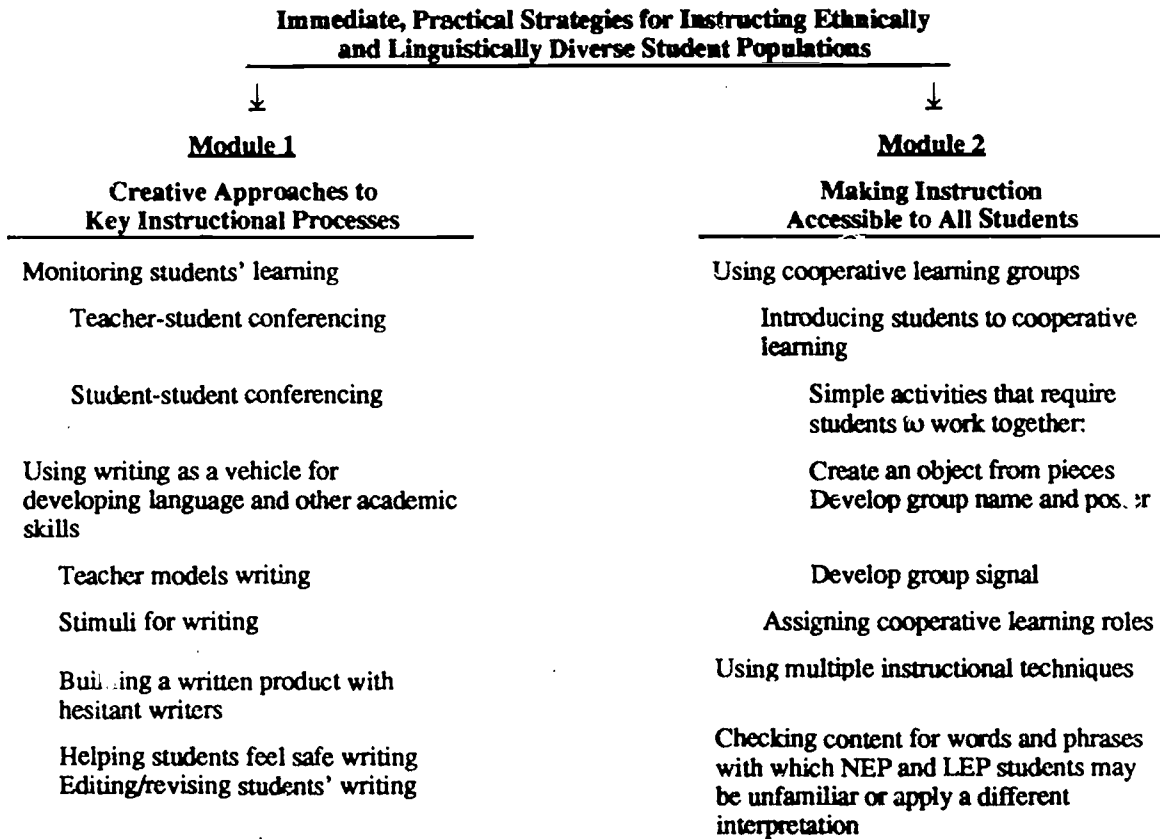 Immediate, Practical Strategies for Instructing Ethnically
and Linguistically Diverse Student Populations
Module 1
Creative Approaches to
Key Instructional Processes
Monitoring students' learning
Teacher-student conferencing
Student-student conferencing
Using writing as a vehicle for
developing language and other academic
skills
Teacher models writing
Stimuli for writing
Building a written product with
hesitant writers
Helping students feel safe writing
Editing/revising students' writing
Module 2
Making Instruction
Accessible to All Students
Using cooperative learning groups
Introducing students to cooperative
learning
Simple activities that require
students to work together:
Create an object from pieces
Develop group name and poster
Develop group signal
Assigning cooperative learning roles
Using multiple instructional techniques
Checking content for words and phrases
with which NEP and LEP students may
be unfamiliar or apply a different
interpretation